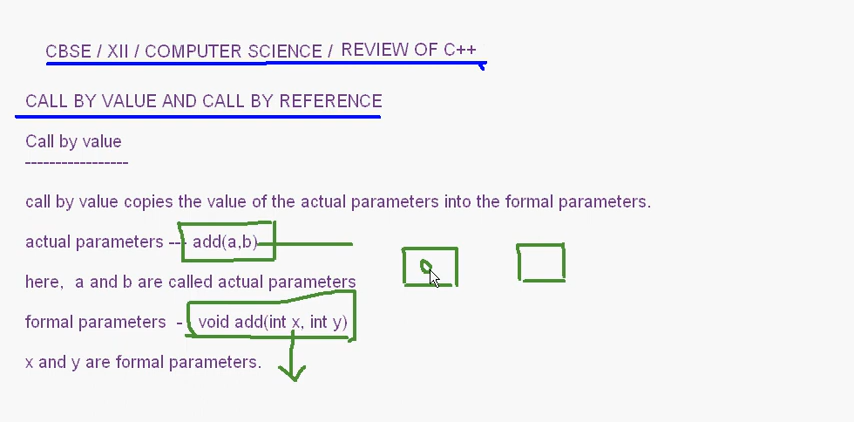 CBSE / XII / COMPUTER SCIENCE / REVIEW OF C++
CALL BY VALUE AND CALL BY REFERENCE
Call by value
-----------------
call by value copies the value of the actual parameters into the formal parameters.
actual parameters --- add(a,b)
here, a and b are called actual parameters
formal parameters - void add(int x, int y)
x and y are formal parameters.